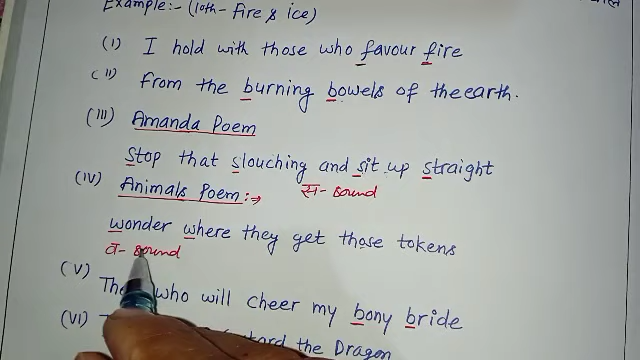 Example:- (10th - fire & ice)
(I) I hold with those who favour fire
(II) from the burning bowels of the earth.
(III) Amanda Poem
Stop that slouching and sit up straight
(IV) Animals Poem :→ स - sound
wonder where they get those tokens
व - sound
(V) who will cheer my bony bride
(VI) the Dragon